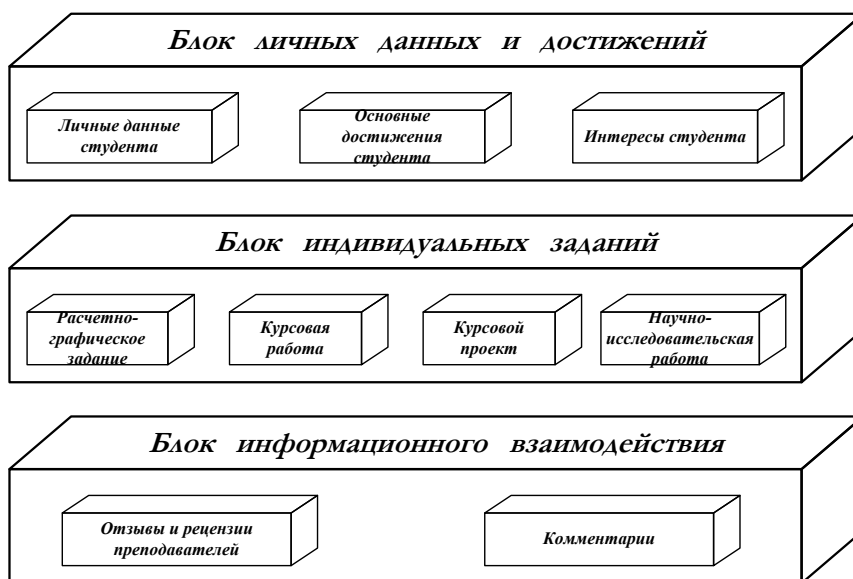 Блок личных данных и достижений
Личные данные
студента
Основные
достижения
студента
Интересы студента
Блок индивидуальных заданий
Расчетно-
графическое
задание
Курсовая
работа
Курсовой
проект
Научно-
исследовательская
работа
Блок информационного взаимодействия
Отзывы и рецензии
преподавателей
Комментарии